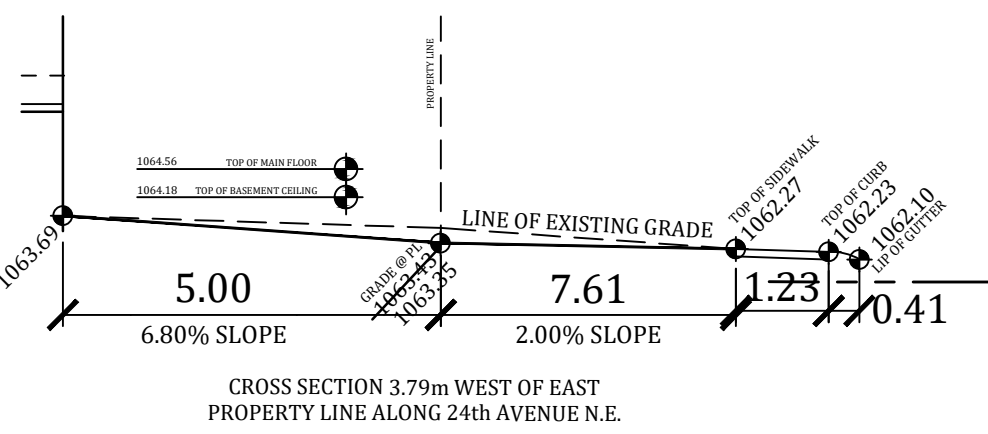 PROPERTY LINE
1064.56 TOP OF MAIN FLOOR
1064.18 TOP OF BASEMENT CEILING
LINE OF EXISTING GRADE
TOP OF SIDEWALK
1062.27
TOP OF CURB
1062.23
1062.10
LIP OF GUTTER
1063.69
GRADE @ PL
1063.43
1063.35
5.00
7.61
1.23
0.41
6.80% SLOPE
2.00% SLOPE
CROSS SECTION 3.79m WEST OF EAST
PROPERTY LINE ALONG 24th AVENUE N.E.